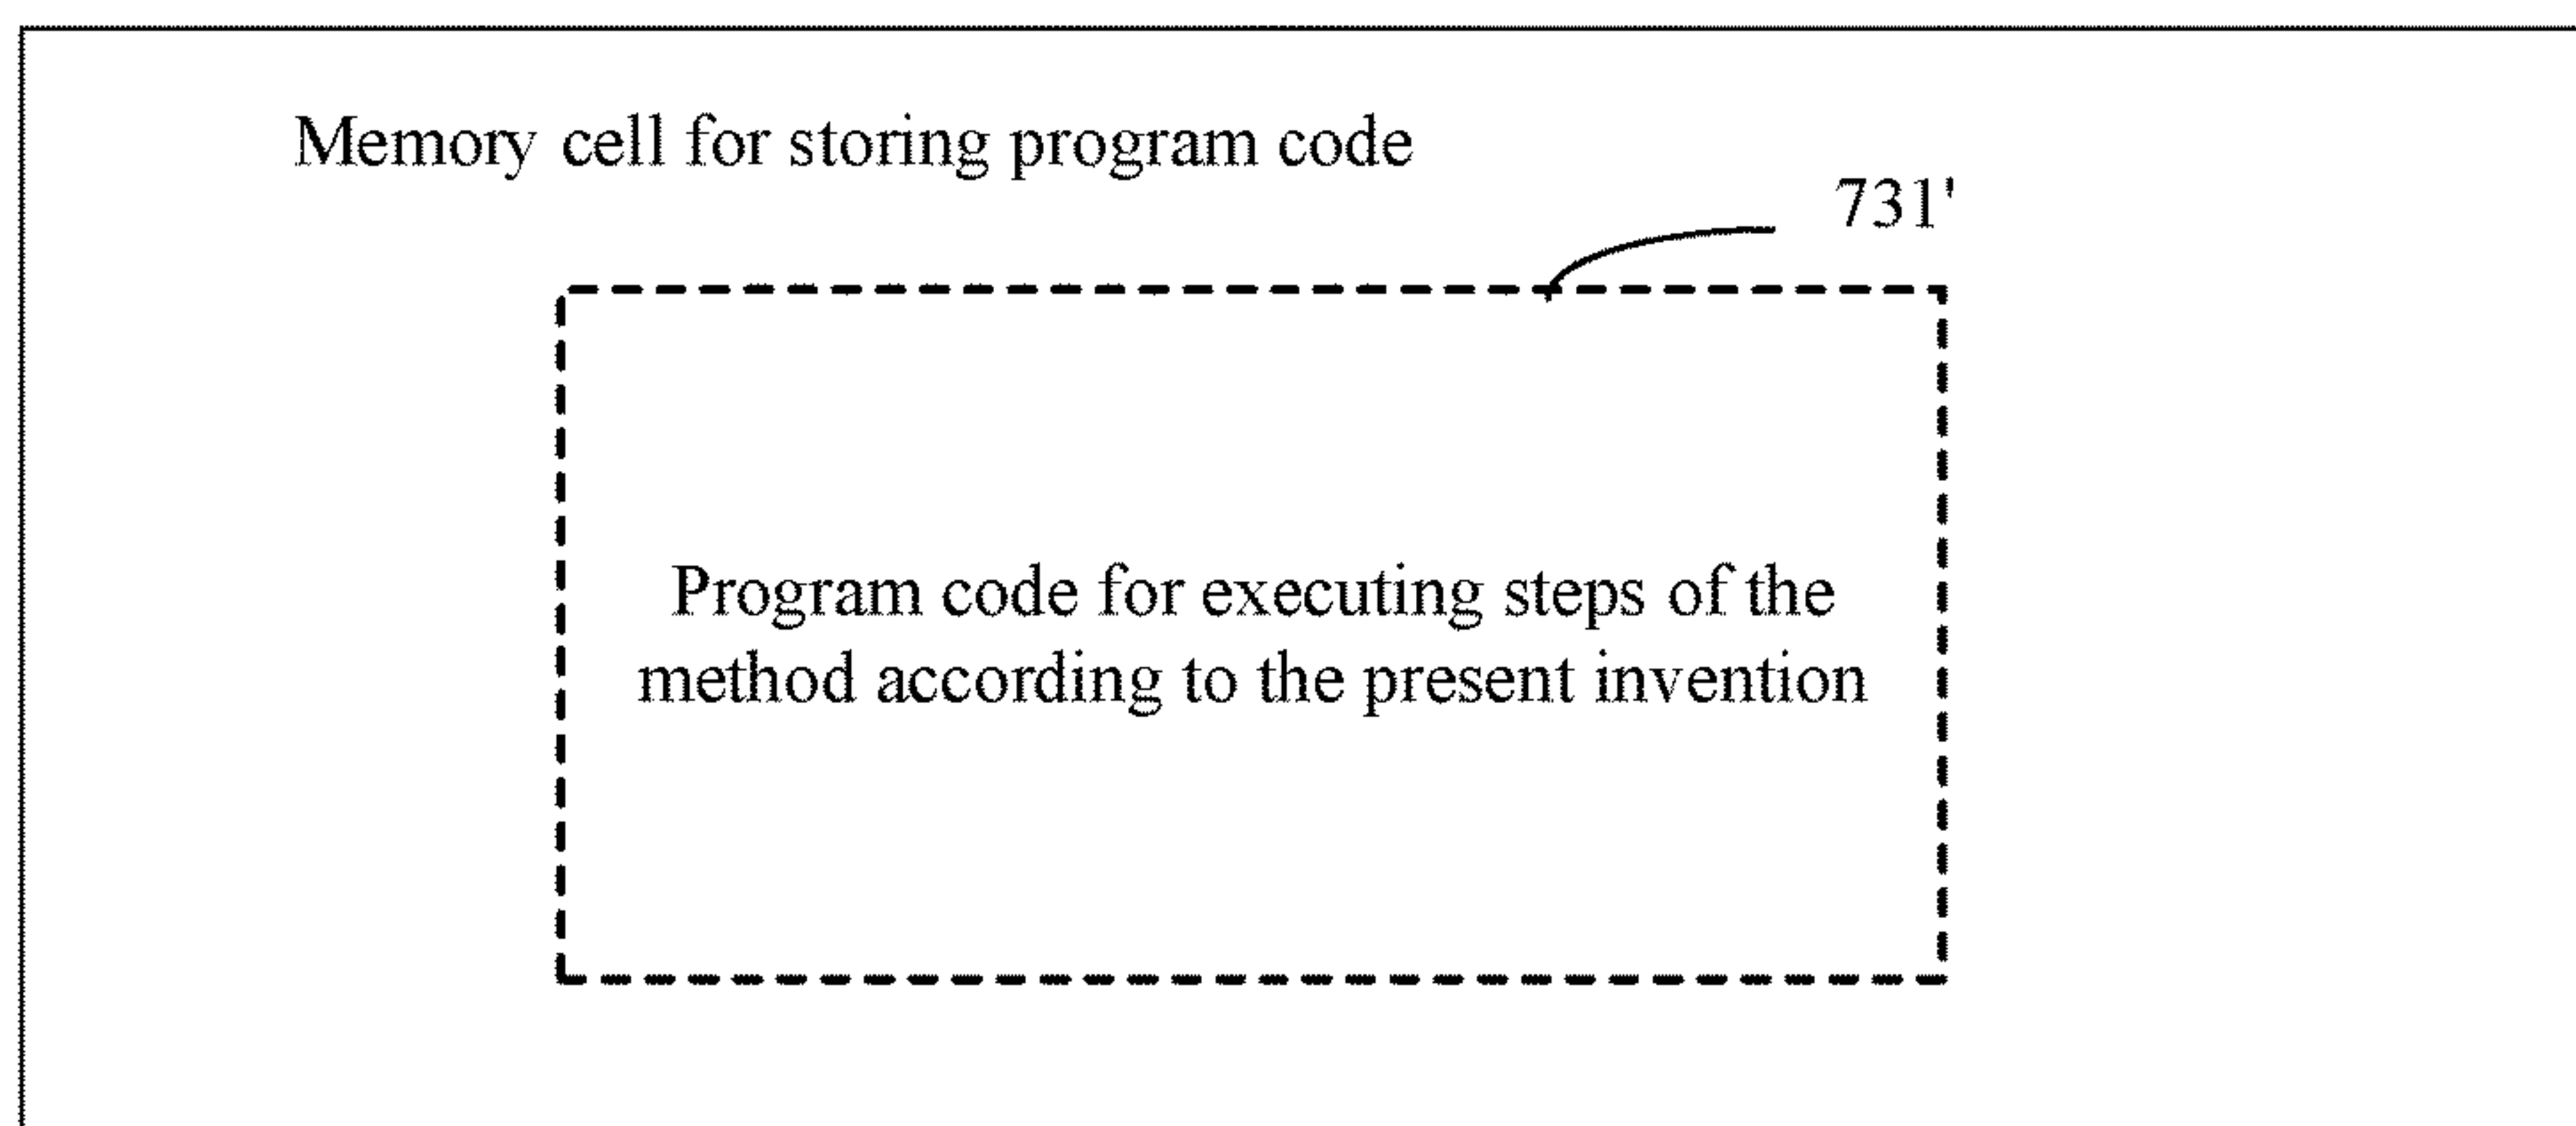 Memory cell for storing program code
731'
Program code for executing steps of the
method according to the present invention